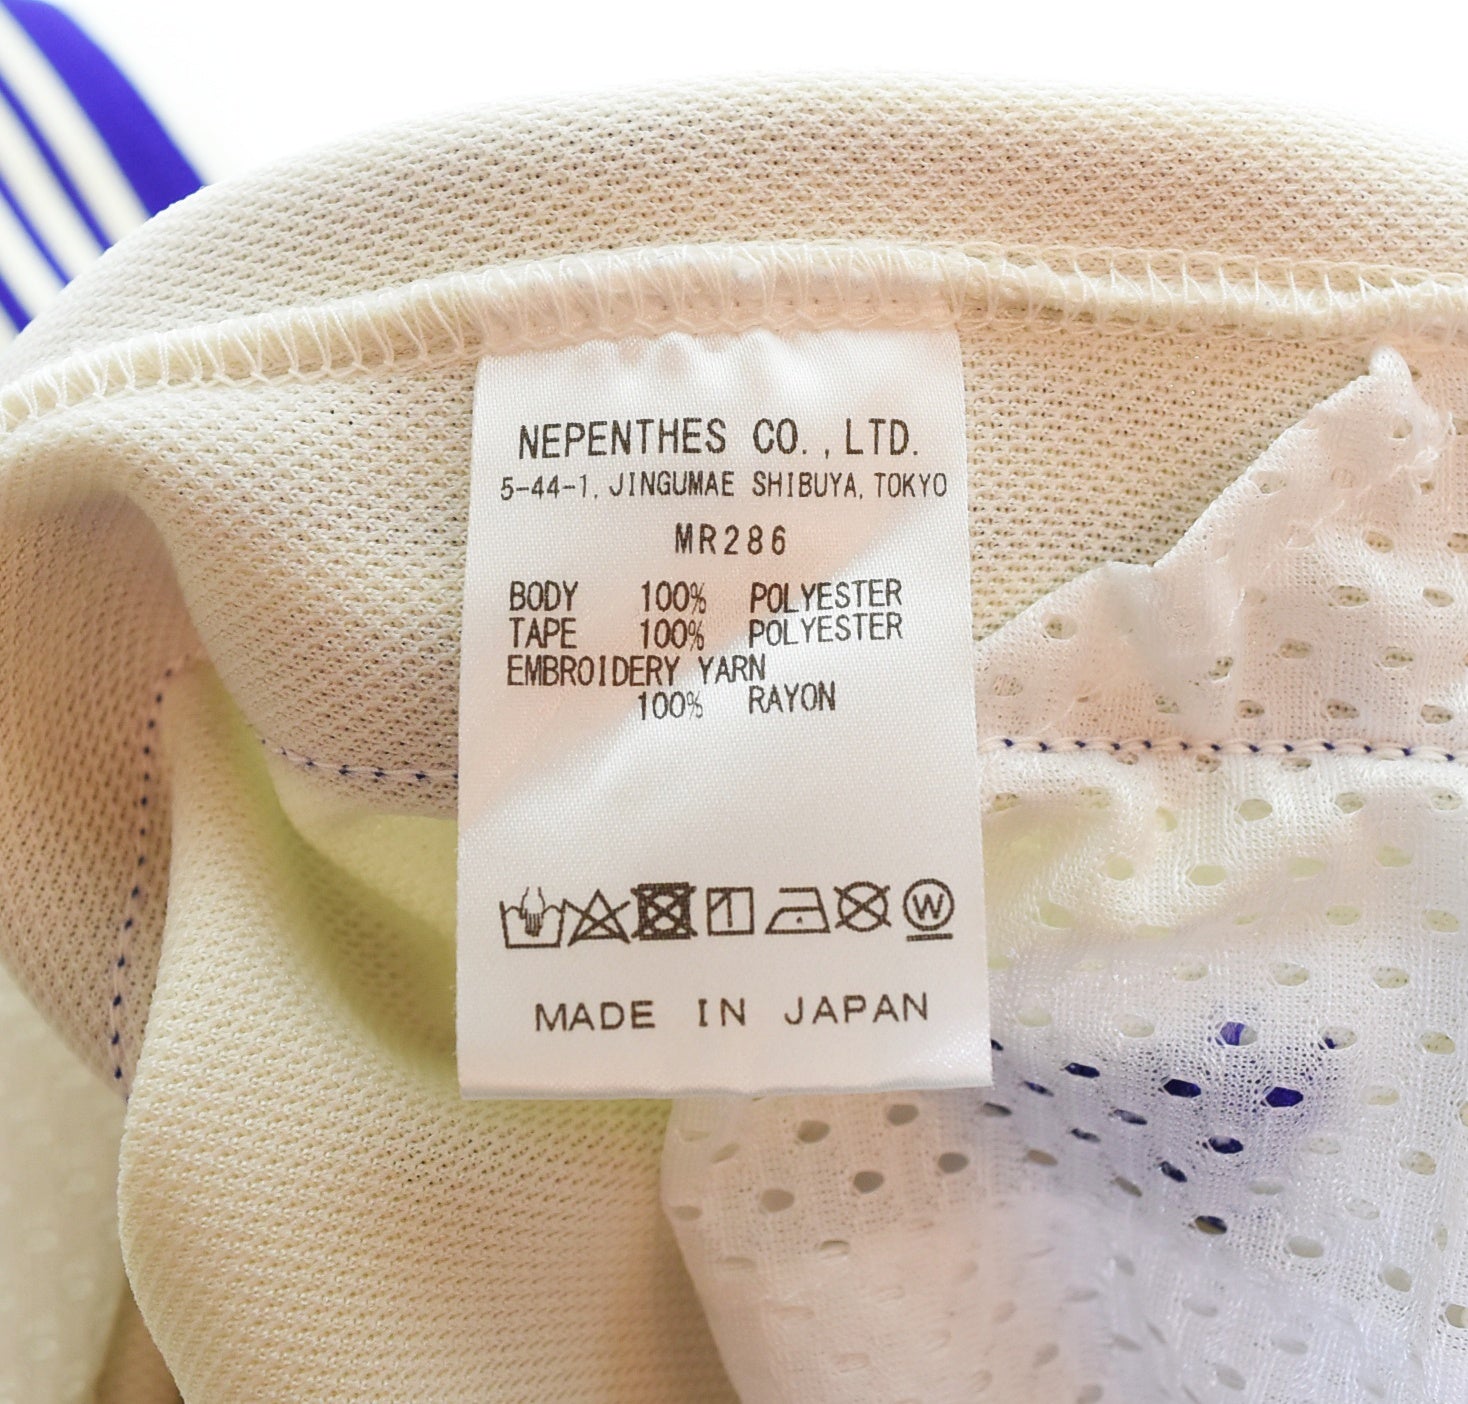 NEPENTHES CO.,LTD.
5-44-1, JINGUMAE SHIBUYA, TOKYO
MR286
BODY 100% POLYESTER
TAPE 100% POLYESTER
EMBROIDERY YARN
100% RAYON
W
MADE IN JAPAN